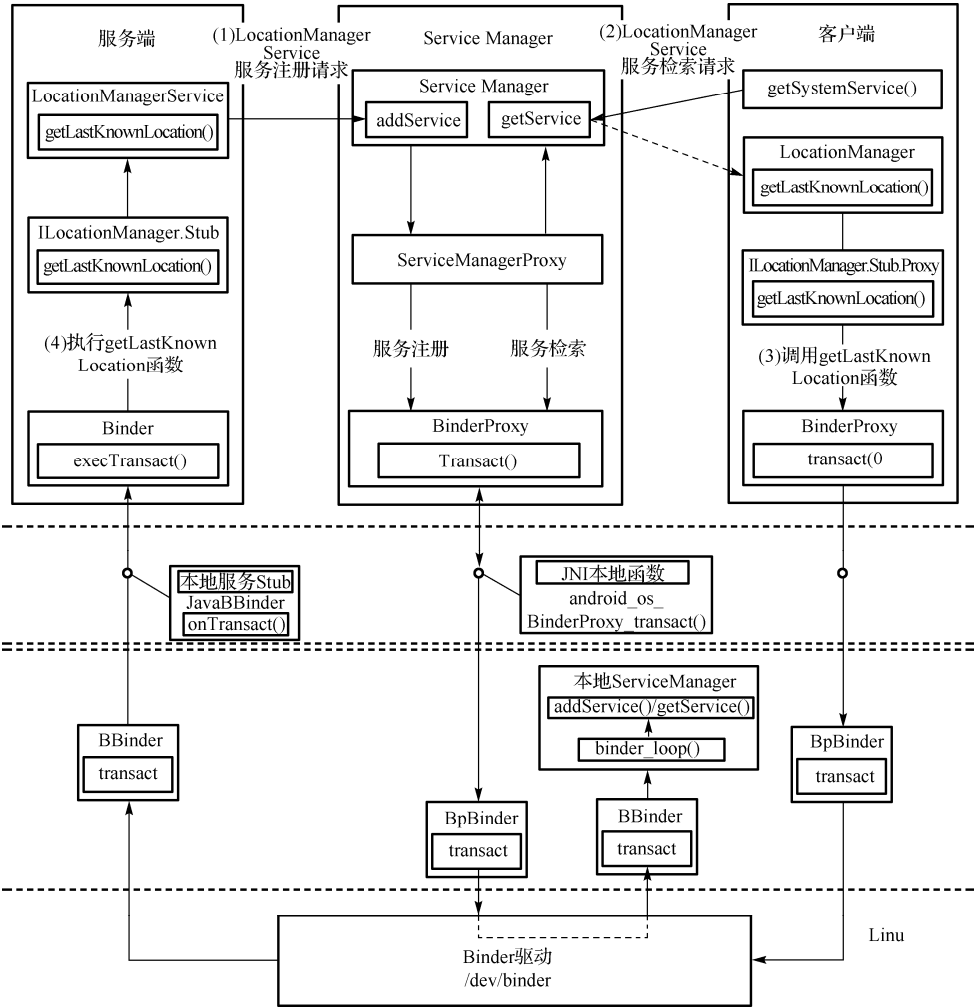 服务端
(1)LocationManager
Service
服务注册请求
LocationManagerService
getLastKnownLocation()
ILocationManager.Stub
getLastKnownLocation()
(4)执行getLastKnown
Location函数
Binder
execTransact()
Service Manager
Service Manager
addService
getService
ServiceManagerProxy
服务注册
服务检索
BinderProxy
Transact()
(2)LocationManager
Service
服务检索请求
客户端
getSystemService()
LocationManager
getLastKnownLocation()
ILocationManager.Stub.Proxy
getLastKnownLocation()
(3)调用getLastKnown
Location函数
BinderProxy
transact(0
本地服务Stub
JavaBBinder
onTransact()
JNI本地函数
android_os_
BinderProxy_transact()
本地ServiceManager
addService()/getService()
binder_loop()
BBinder
transact
BpBinder
transact
BBinder
transact
BpBinder
transact
Binder驱动
/dev/binder
Linu